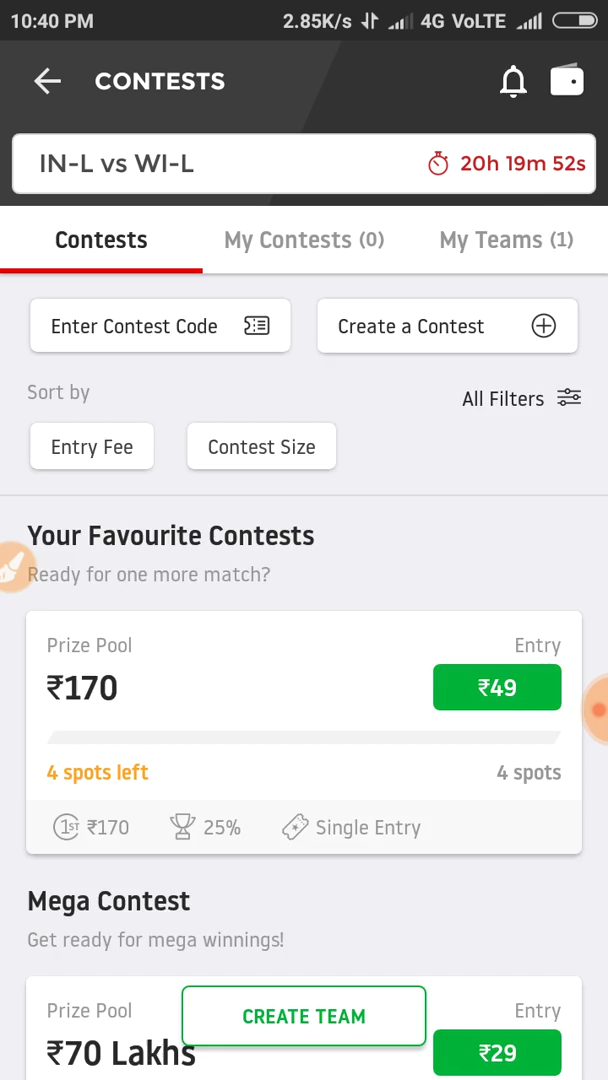 10:40 PM 2.85K/s 4G VoLTE
CONTESTS
IN-L vs WI-L 20h 19m 52s
Contests My Contests (0) My Teams (1)
Enter Contest Code Create a Contest
Sort by All Filters
Entry Fee Contest Size
Your Favourite Contests
Ready for one more match?
Prize Pool Entry
₹170 ₹49
4 spots left 4 spots
1ST ₹170 25% Single Entry
Mega Contest
Get ready for mega winnings!
Prize Pool Entry
CREATE TEAM
₹70 Lakhs ₹29